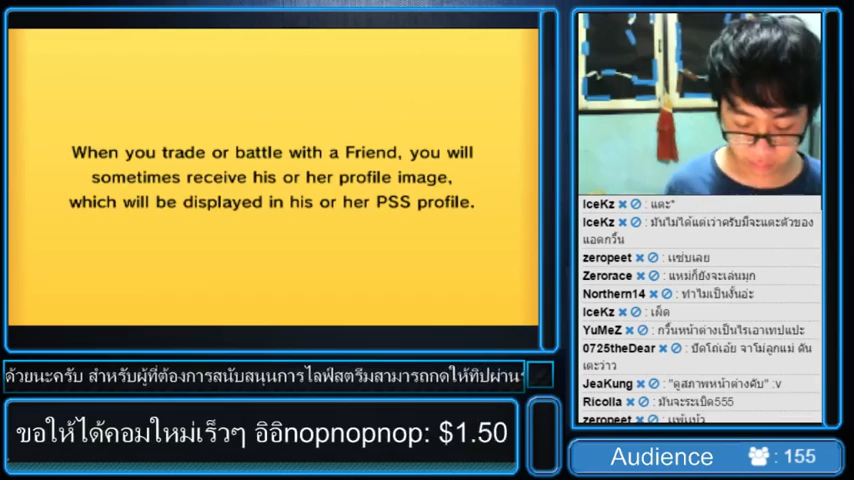 When you trade or battle with a Friend, you will
sometimes receive his or her profile image,
which will be displayed in his or her PSS profile.
IceKz : แตะ*
IceKz : มันไม่ได้แต่เว่าครับมีจะแตะตัวของ
แอดกวิ้น
zeropeet : แซ่บเลย
Zerorace : แหม่ก็ยังจะเล่นมุก
Northern14 : ทำไมเป็นงั้นอ่ะ
IceKz : เผ็ด
YuMeZ : กวิ้นหน้าต่างเป็นไรเอาเทปแปะ
0725theDear : ปัดโถ่เอ้ย จาโม่ลูกแม่ ดัน
เตะว่าว
JeaKung : "ดูสภาพหน้าต่างคับ" :v
Ricolla : มันจะระเบิด555
zeropeet : แพ้แบ้ว
ด้วยนะครับ สำหรับผู้ที่ต้องการสนับสนุนการไลฟ์สตรีมสามารถกดให้ทิปผ่าน
ขอให้ได้คอมใหม่เร็วๆ อิอิnopnopnop: $1.50
Audience : 155